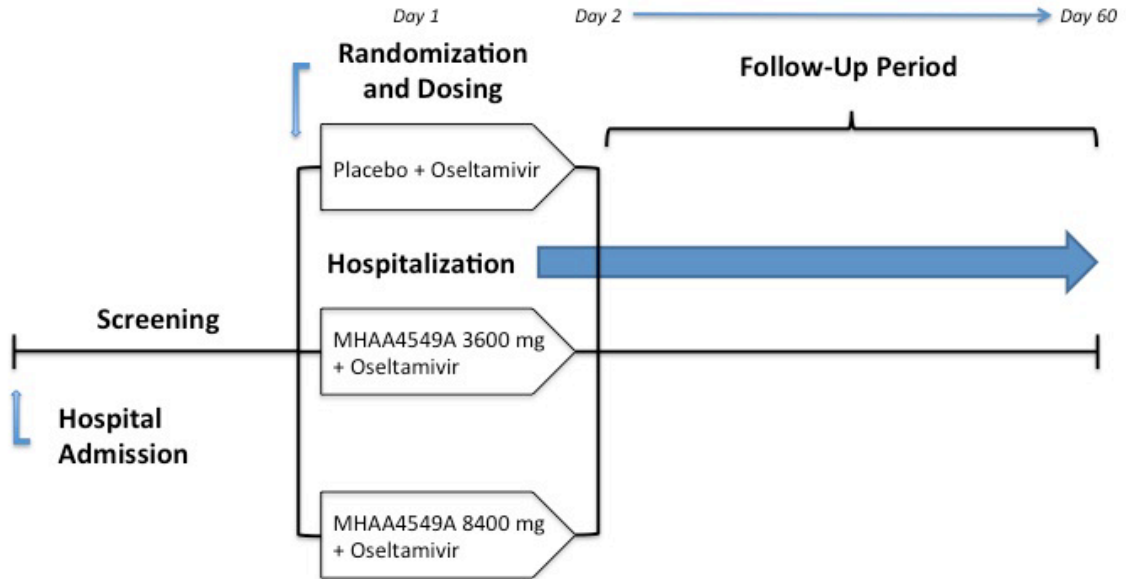 Day 1
Day 2
Day 60
Randomization
and Dosing
Follow-Up Period
Placebo + Oseltamivir
Hospitalization
Screening
MHAA4549A 3600 mg
+ Oseltamivir
Hospital
Admission
MHAA4549A 8400 mg
+ Oseltamivir